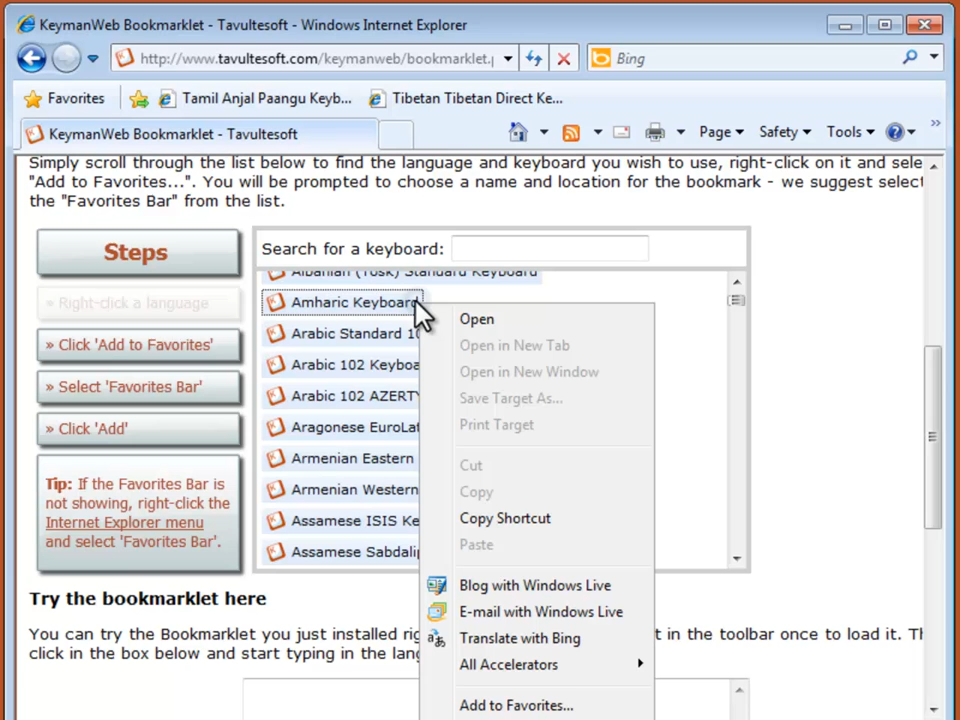 KeymanWeb Bookmarklet - Tavultesoft - Windows Internet Explorer
http://www.tavultesoft.com/keymanweb/bookmarklet.
Bing
Favorites
Tamil Anjal Paangu Keyb...
Tibetan Tibetan Direct Ke...
KeymanWeb Bookmarklet - Tavultesoft
Page
Safety
Tools
Simply scroll through the list below to find the language and keyboard you wish to use, right-click on it and sele
"Add to Favorites...". You will be prompted to choose a name and location for the bookmark - we suggest select
the "Favorites Bar" from the list.
Steps
» Right-click a language
» Click 'Add to Favorites'
» Select 'Favorites Bar'
» Click 'Add'
Tip: If the Favorites Bar is
not showing, right-click the
Internet Explorer menu
and select 'Favorites Bar'.
Search for a keyboard:
Albanian (Tosk) Standard Keyboard
Amharic Keyboard
Arabic Standard 10
Arabic 102 Keyboa
Arabic 102 AZERTY
Aragonese EuroLat
Armenian Eastern
Armenian Western
Assamese ISIS Ke
Assamese Sabdalip
Open
Open in New Tab
Open in New Window
Save Target As...
Print Target
Cut
Copy
Copy Shortcut
Paste
Blog with Windows Live
E-mail with Windows Live
Translate with Bing
All Accelerators
Add to Favorites...
Try the bookmarklet here
You can try the Bookmarklet you just installed rig t in the toolbar once to load it. Th
click in the box below and start typing in the lang